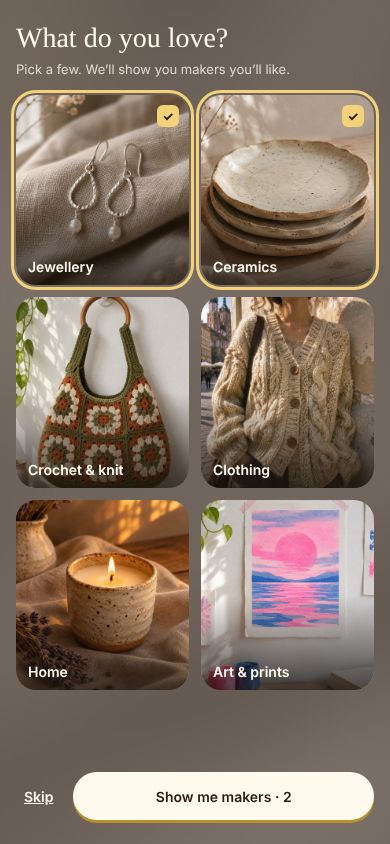 What do you love?
Pick a few. We’ll show you makers you’ll like.
Jewellery
Ceramics
Crochet & knit
Clothing
Home
Art & prints
Skip
Show me makers · 2